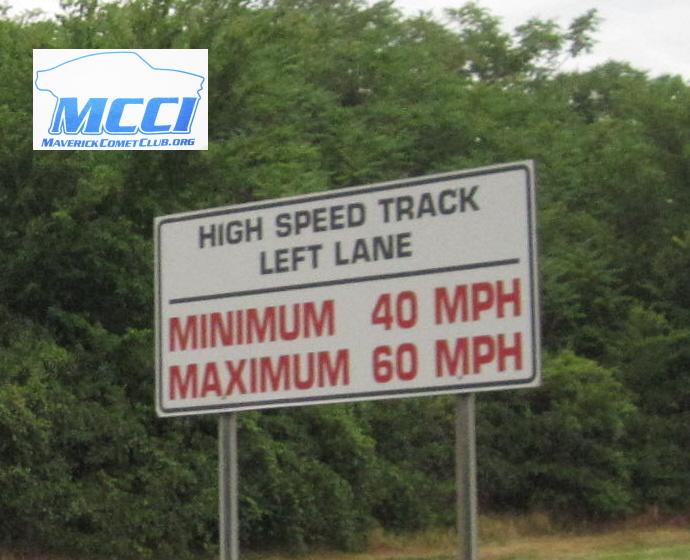 MCCI
MAVERICKCOMETCLUB.ORG
HIGH SPEED TRACK
LEFT LANE
MINIMUM 40 MPH
MAXIMUM 60 MPH